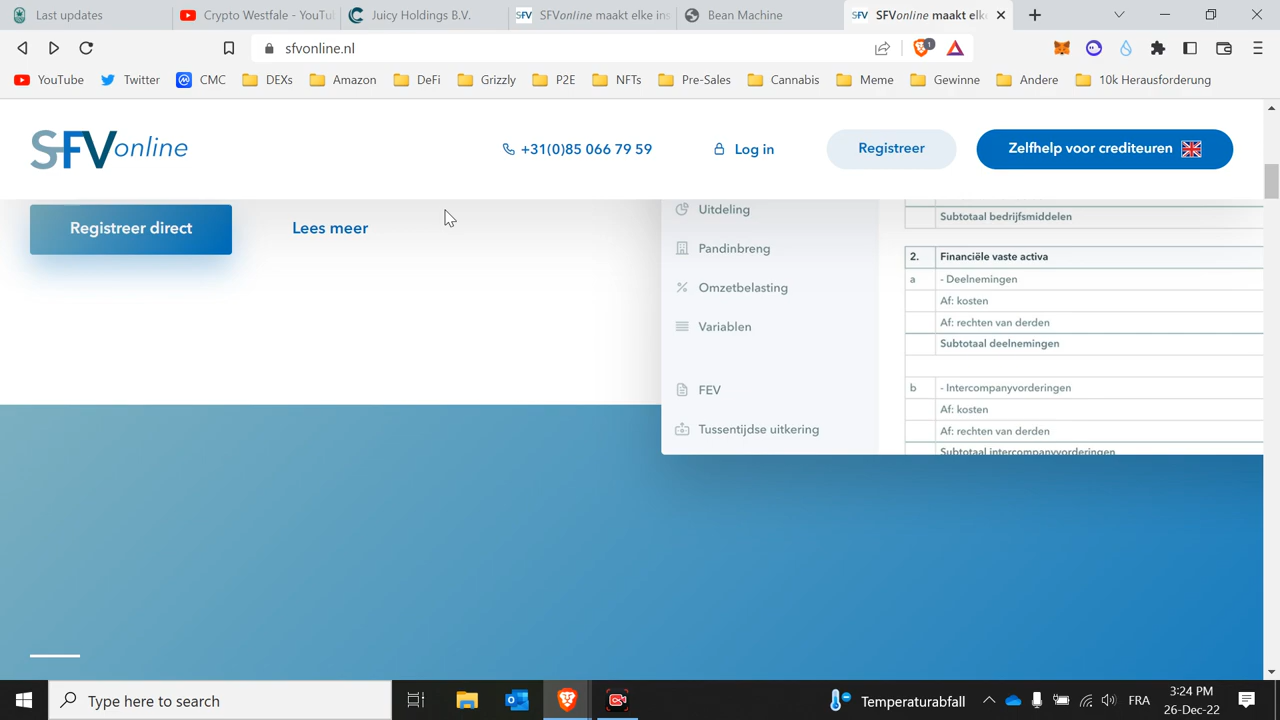 Last updates
Crypto Westfale - YouTu
Juicy Holdings B.V.
SFVonline maakt elke ins
Bean Machine
SFVonline maakt elke
sfvonline.nl
1
YouTube
Twitter
CMC
DEXs
Amazon
DeFi
Grizzly
P2E
NFTs
Pre-Sales
Cannabis
Meme
Gewinne
Andere
10k Herausforderung
SFVonline
+31(0)85 066 79 59
Log in
Registreer
Zelfhelp voor crediteuren
Registreer direct
Lees meer
Uitdeling
Pandinbreng
Omzetbelasting
Variablen
FEV
Tussentijdse uitkering
Subtotaal bedrijfsmiddelen
2. Financiële vaste activa
a - Deelnemingen
Af: kosten
Af: rechten van derden
Subtotaal deelnemingen
b - Intercompanyvorderingen
Af: kosten
Af: rechten van derden
Subtotaal intercompanyvorderingen
Type here to search
Temperaturabfall
FRA
3:24 PM
26-Dec-22